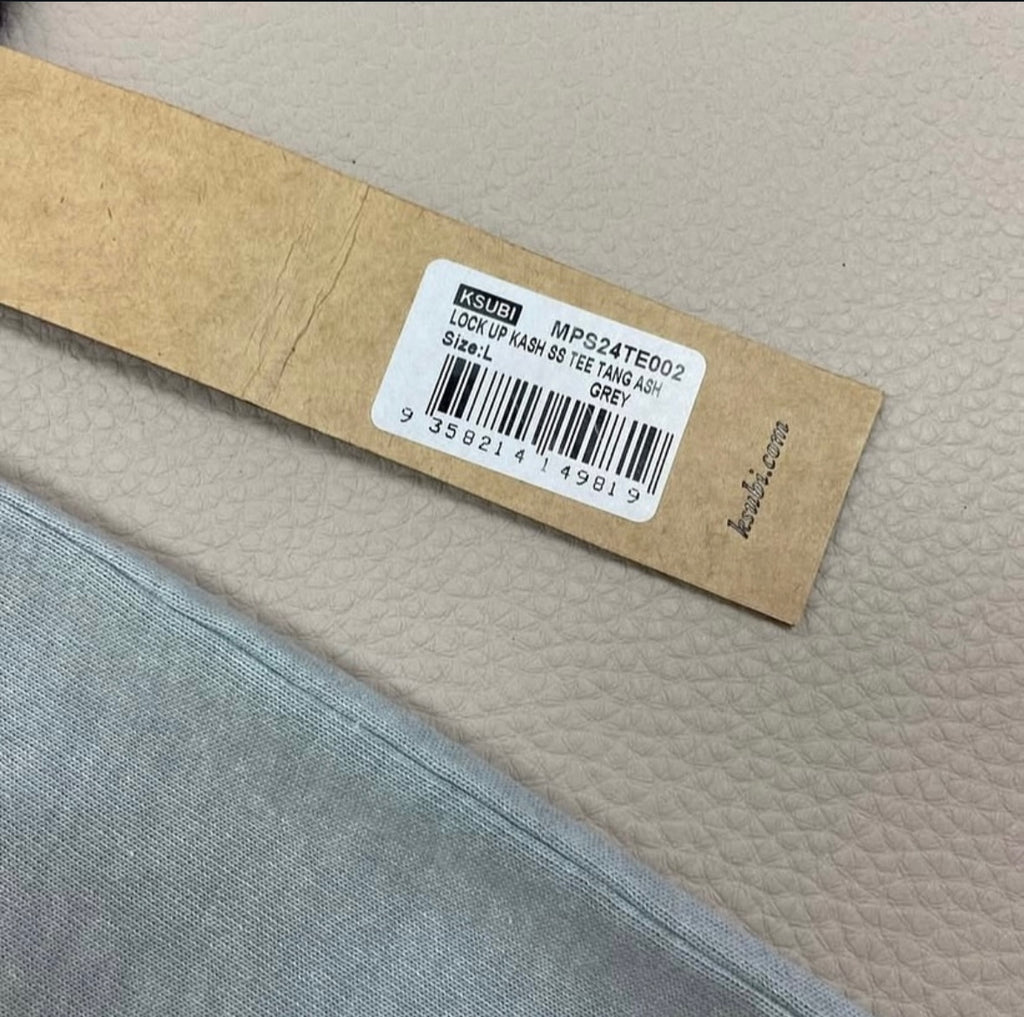 KSUBI MPS24TE002
LOCK UP KASH SS TEE TANG ASH
GREY
Size:L
9 358214 149819
ksubi.com